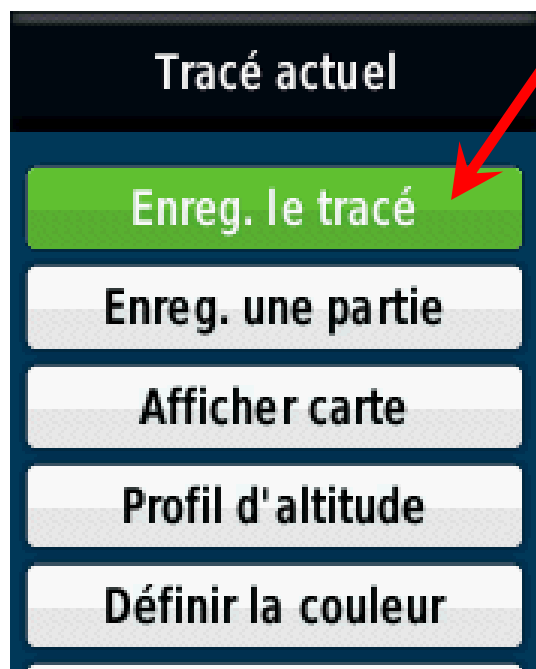 Tracé actuel
Enreg. le tracé
Enreg. une partie
Afficher carte
Profil d'altitude
Définir la couleur